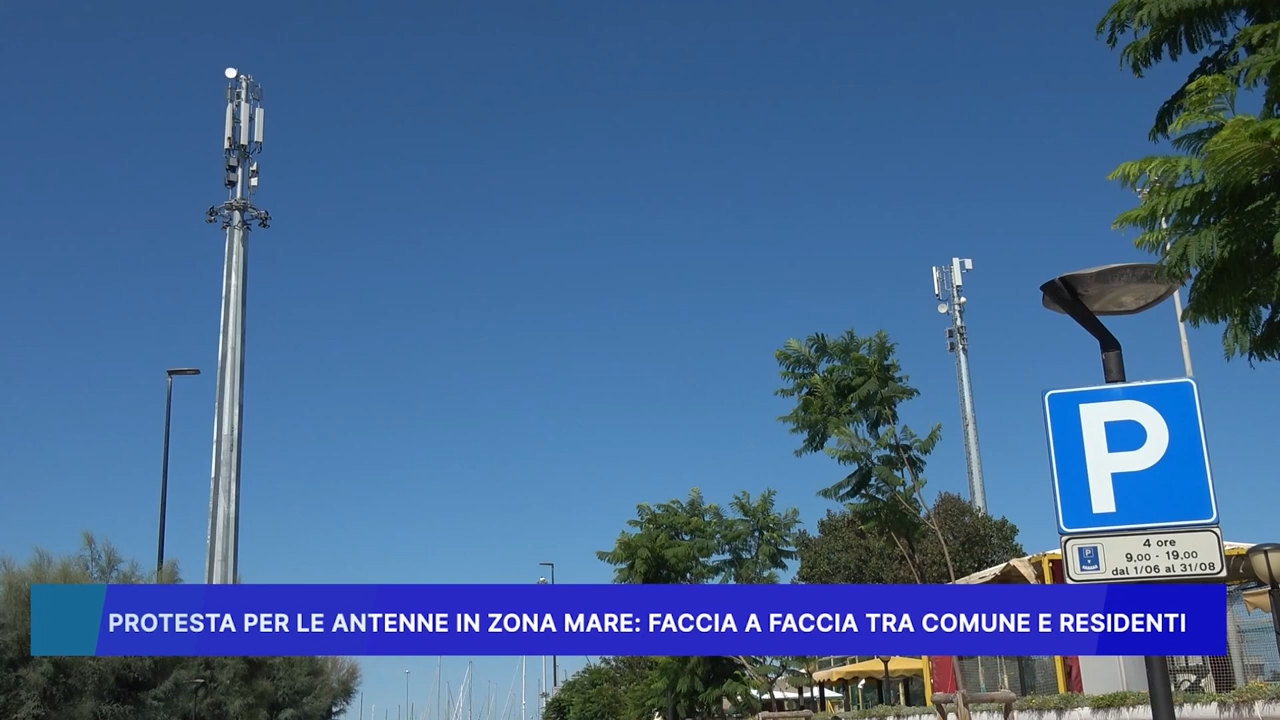 P
P
4 ore
9,00 - 19,00
dal 1/06 al 31/08
PROTESTA PER LE ANTENNE IN ZONA MARE: FACCIA A FACCIA TRA COMUNE E RESIDENTI